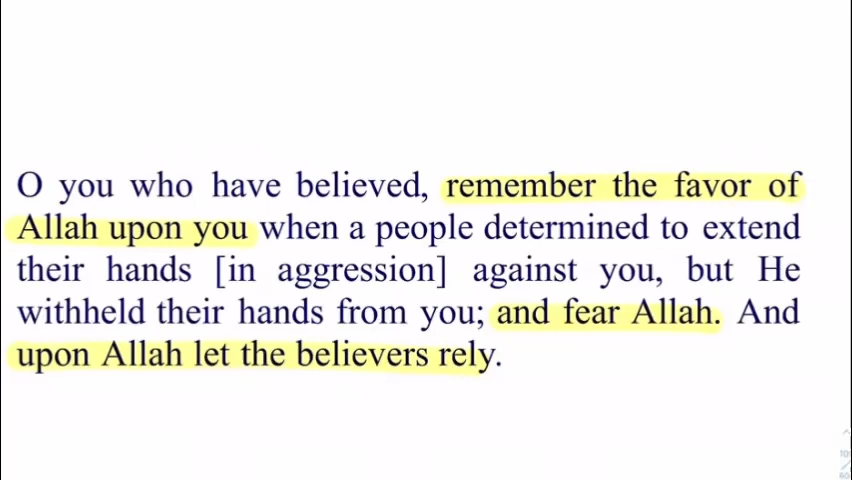 O you who have believed, remember the favor of
Allah upon you when a people determined to extend
their hands [in aggression] against you, but He
withheld their hands from you; and fear Allah. And
upon Allah let the believers rely.